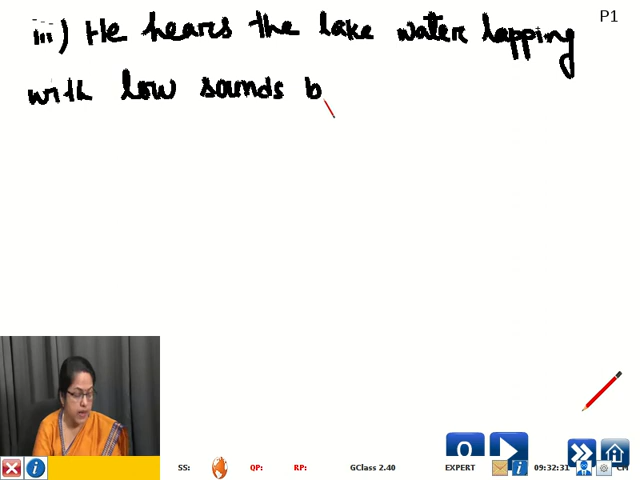 P1
iii) He hears the lake water lapping
with low sounds b
SS: QP: RP: GClass 2.40 EXPERT 09:32:31